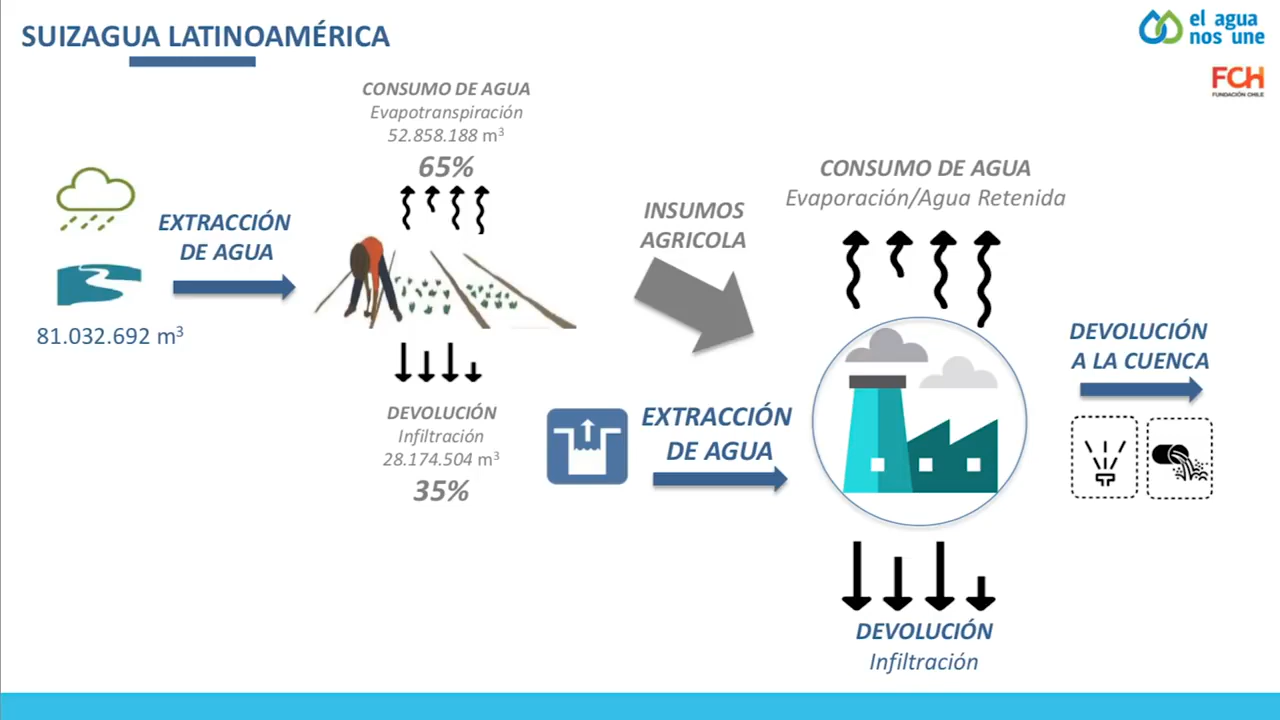 SUIZAGUA LATINOAMÉRICA
el agua
nos une
FCH
FUNDACIÓN CHILE
CONSUMO DE AGUA
Evapotranspiración
52.858.188 m³
65%
EXTRACCIÓN
DE AGUA
81.032.692 m³
DEVOLUCIÓN
Infiltración
28.174.504 m³
35%
INSUMOS
AGRICOLA
EXTRACCIÓN
DE AGUA
CONSUMO DE AGUA
Evaporación/Agua Retenida
DEVOLUCIÓN
A LA CUENCA
DEVOLUCIÓN
Infiltración